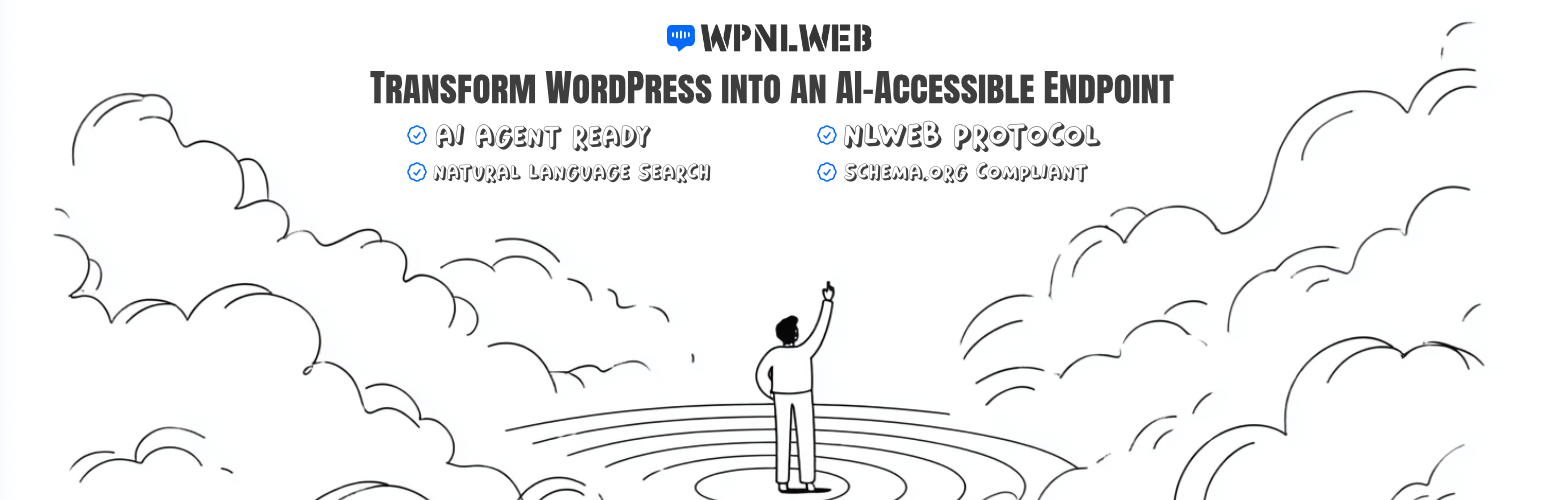 WPNLWEB
Transform WordPress into an AI-Accessible Endpoint
AI Agent Ready
NLWeb Protocol
Natural Language Search
Schema.org Compliant